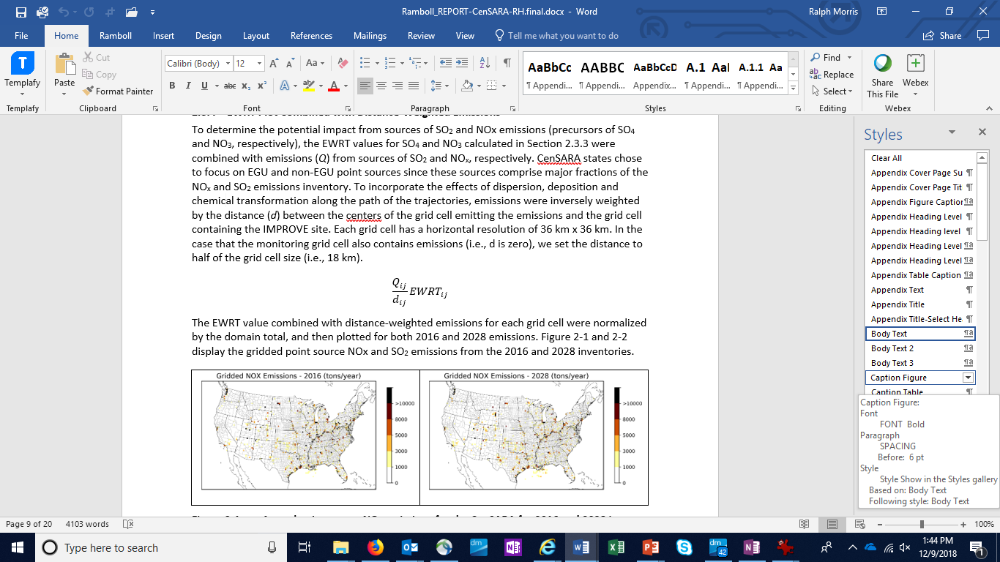 Ramboll_REPORT-CenSARA-RH.final.docx - Word
Ralph Morris
File Home Ramboll Insert Design Layout References Mailings Review View Tell me what you want to do Share
T
Templafy
Templafy
Paste
Cut
Copy
Format Painter
Clipboard
Calibri (Body) 12
Font
Paragraph
AaBbCc AABBC AaBbCcD A.1 Aal A.1.1 Aa
¶ Appendi... ¶ Appendi... Appendix... ¶ Appendi... ¶ Appendi...
Styles
Find
Replace
Select
Editing
Share This File
Webex
Webex
To determine the potential impact from sources of SO2 and NOx emissions (precursors of SO4
and NO3, respectively), the EWRT values for SO4 and NO3 calculated in Section 2.3.3 were
combined with emissions (Q) from sources of SO2 and NOx, respectively. CenSARA states chose
to focus on EGU and non-EGU point sources since these sources comprise major fractions of the
NOx and SO2 emissions inventory. To incorporate the effects of dispersion, deposition and
chemical transformation along the path of the trajectories, emissions were inversely weighted
by the distance (d) between the centers of the grid cell emitting the emissions and the grid cell
containing the IMPROVE site. Each grid cell has a horizontal resolution of 36 km x 36 km. In the
case that the monitoring grid cell also contains emissions (i.e., d is zero), we set the distance to
half of the grid cell size (i.e., 18 km).
Qij
dij
EWRTij
The EWRT value combined with distance-weighted emissions for each grid cell were normalized
by the domain total, and then plotted for both 2016 and 2028 emissions. Figure 2-1 and 2-2
display the gridded point source NOx and SO2 emissions from the 2016 and 2028 inventories.
Gridded NOX Emissions - 2016 (tons/year)
>10000
8000
5000
3000
1000
0
Gridded NOX Emissions - 2028 (tons/year)
>10000
8000
5000
3000
1000
0
Styles
Clear All
Appendix Cover Page Su
Appendix Cover Page Tit
Appendix Figure Caption
Appendix Heading Level
Appendix Heading level
Appendix Heading Level
Appendix Heading Level
Appendix Table Caption
Appendix Text
Appendix Title
Appendix Title-Select He
Body Text
Body Text 2
Body Text 3
Caption Figure
Caption Table
Caption Figure:
Font
FONT Bold
Paragraph
SPACING
Before: 6 pt
Style
Style Show in the Styles gallery
Based on: Body Text
Following style: Body Text
Page 9 of 20 4103 words
100%
Type here to search
42
1:44 PM
12/9/2018
1